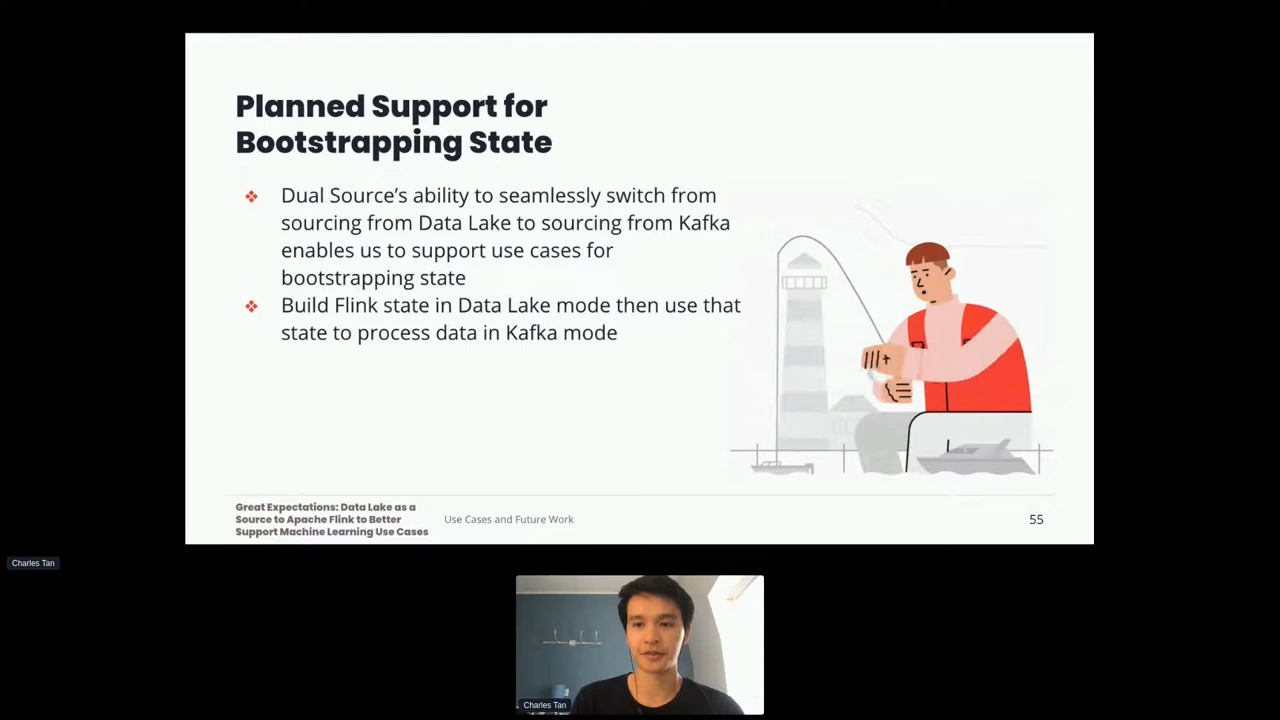 Planned Support for
Bootstrapping State
❖ Dual Source's ability to seamlessly switch from
sourcing from Data Lake to sourcing from Kafka
enables us to support use cases for
bootstrapping state
❖ Build Flink state in Data Lake mode then use that
state to process data in Kafka mode
Great Expectations: Data Lake as a
Source to Apache Flink to Better
Support Machine Learning Use Cases
Use Cases and Future Work
55
Charles Tan
Charles Tan